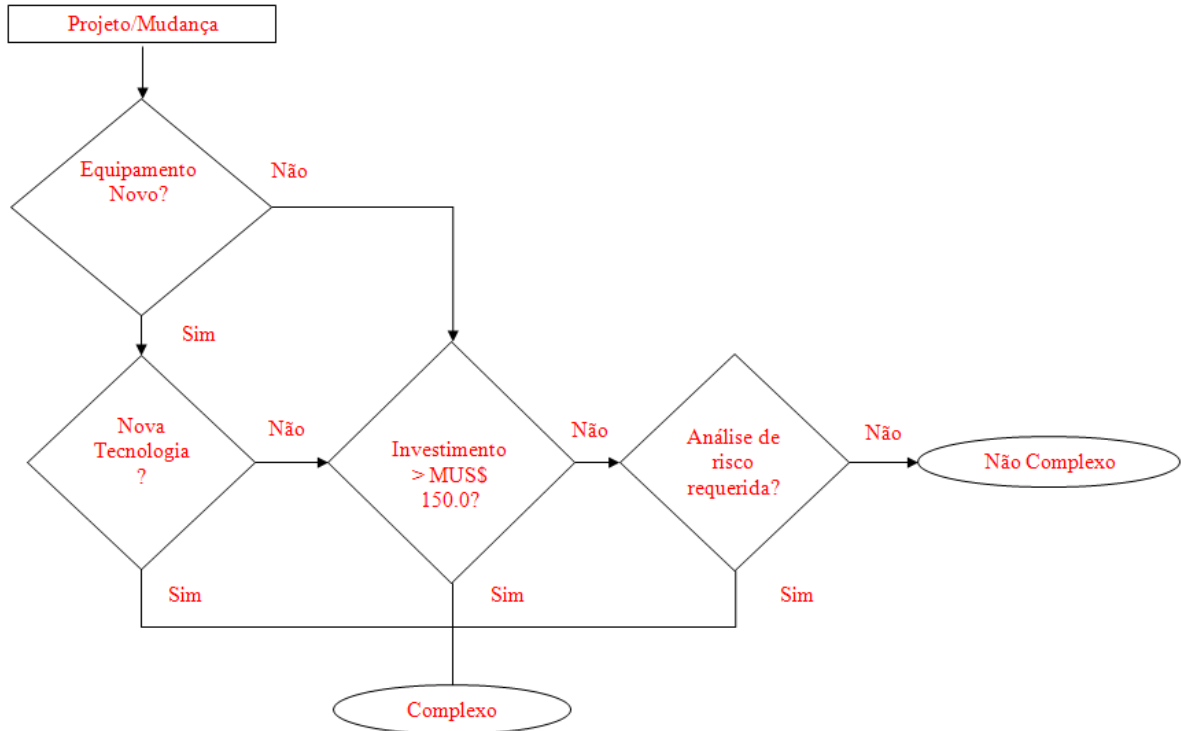 Projeto/Mudança
Equipamento
Novo?
Não
Sim
Nova
Tecnologia
?
Não
Investimento
> MUS$
150.0?
Não
Análise de
risco
requerida?
Não
Não Complexo
Sim
Sim
Sim
Complexo